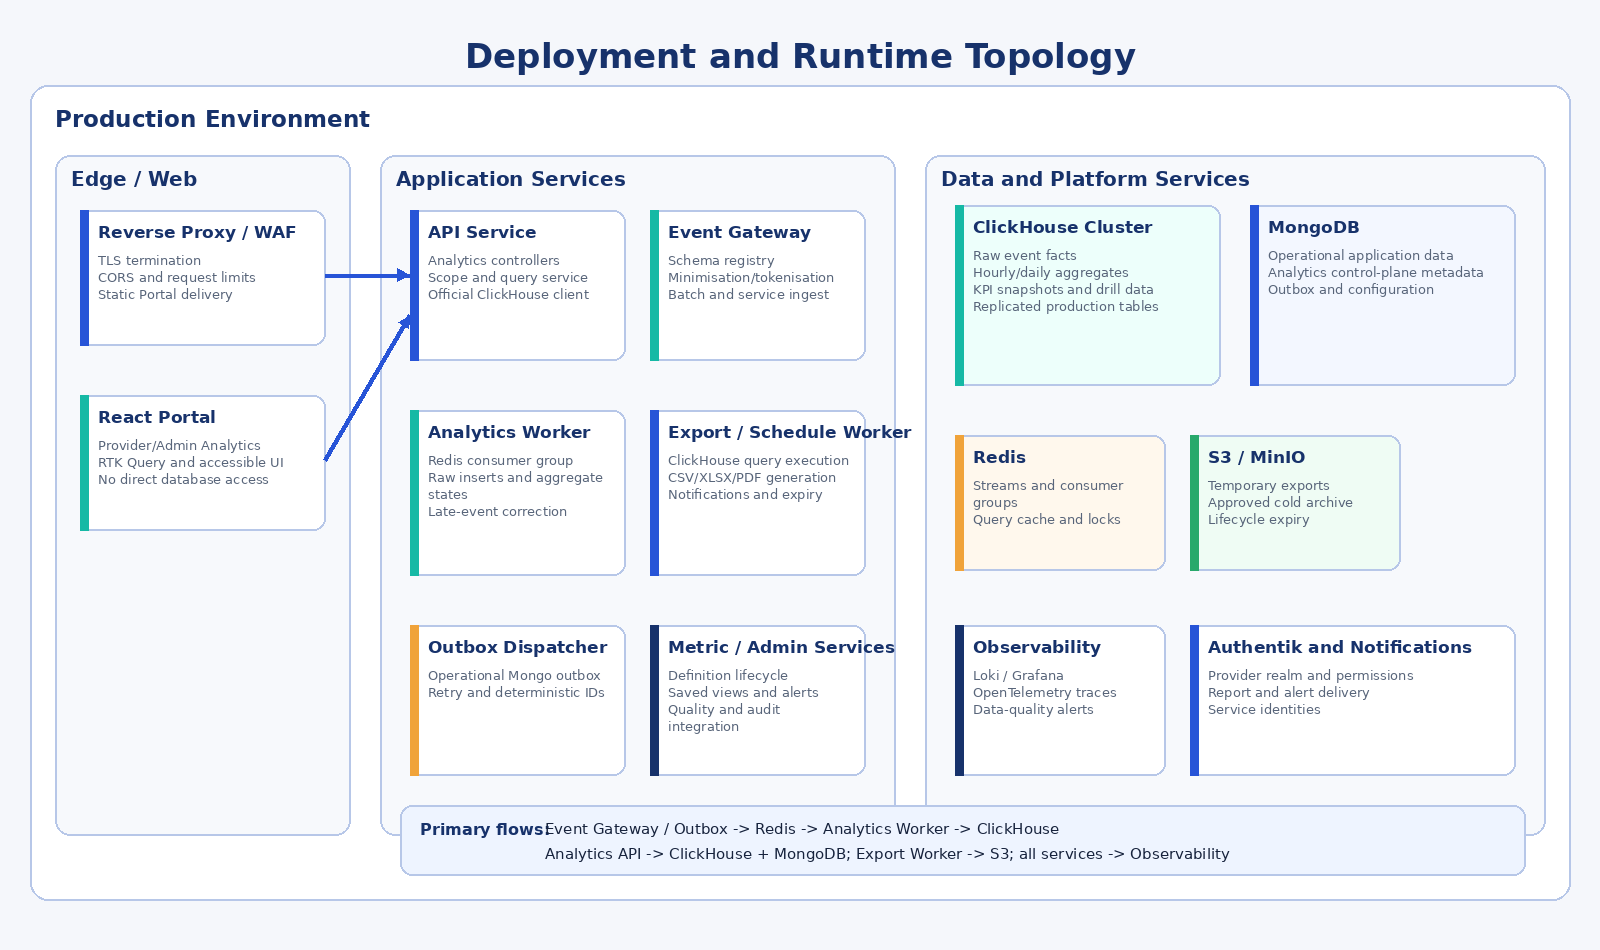 Deployment and Runtime Topology
Production Environment
Edge / Web
Reverse Proxy / WAF
TLS termination
CORS and request limits
Static Portal delivery
React Portal
Provider/Admin Analytics
RTK Query and accessible UI
No direct database access
Application Services
API Service
Analytics controllers
Scope and query service
Official ClickHouse client
Event Gateway
Schema registry
Minimisation/tokenisation
Batch and service ingest
Analytics Worker
Redis consumer group
Raw inserts and aggregate
states
Late-event correction
Export / Schedule Worker
ClickHouse query execution
CSV/XLSX/PDF generation
Notifications and expiry
Outbox Dispatcher
Operational Mongo outbox
Retry and deterministic IDs
Metric / Admin Services
Definition lifecycle
Saved views and alerts
Quality and audit
integration
Data and Platform Services
ClickHouse Cluster
Raw event facts
Hourly/daily aggregates
KPI snapshots and drill data
Replicated production tables
MongoDB
Operational application data
Analytics control-plane metadata
Outbox and configuration
Redis
Streams and consumer
groups
Query cache and locks
S3 / MinIO
Temporary exports
Approved cold archive
Lifecycle expiry
Observability
Loki / Grafana
OpenTelemetry traces
Data-quality alerts
Authentik and Notifications
Provider realm and permissions
Report and alert delivery
Service identities
Primary flows: Event Gateway / Outbox -> Redis -> Analytics Worker -> ClickHouse
Analytics API -> ClickHouse + MongoDB; Export Worker -> S3; all services -> Observability